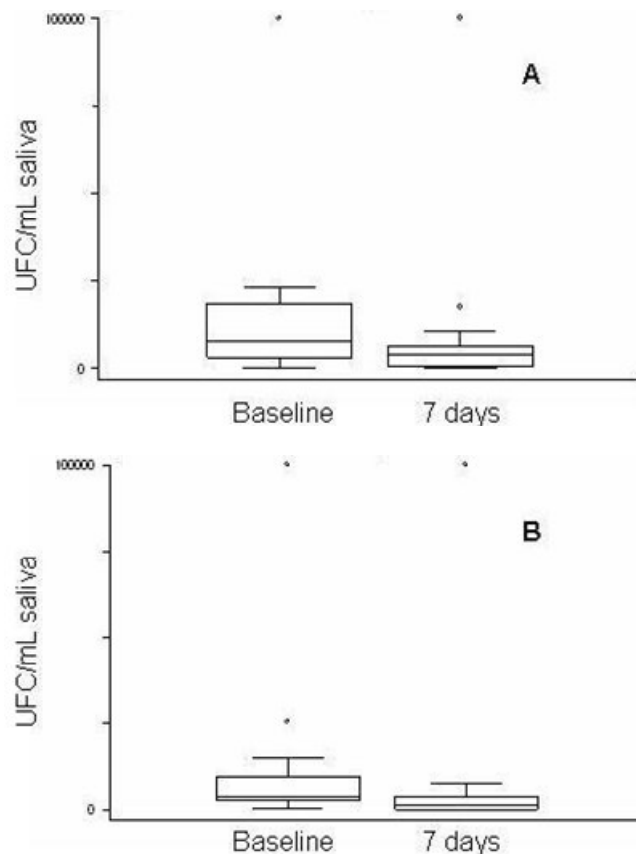 100000
A
UFC/mL saliva
0
Baseline 7 days
100000
B
UFC/mL saliva
0
Baseline 7 days